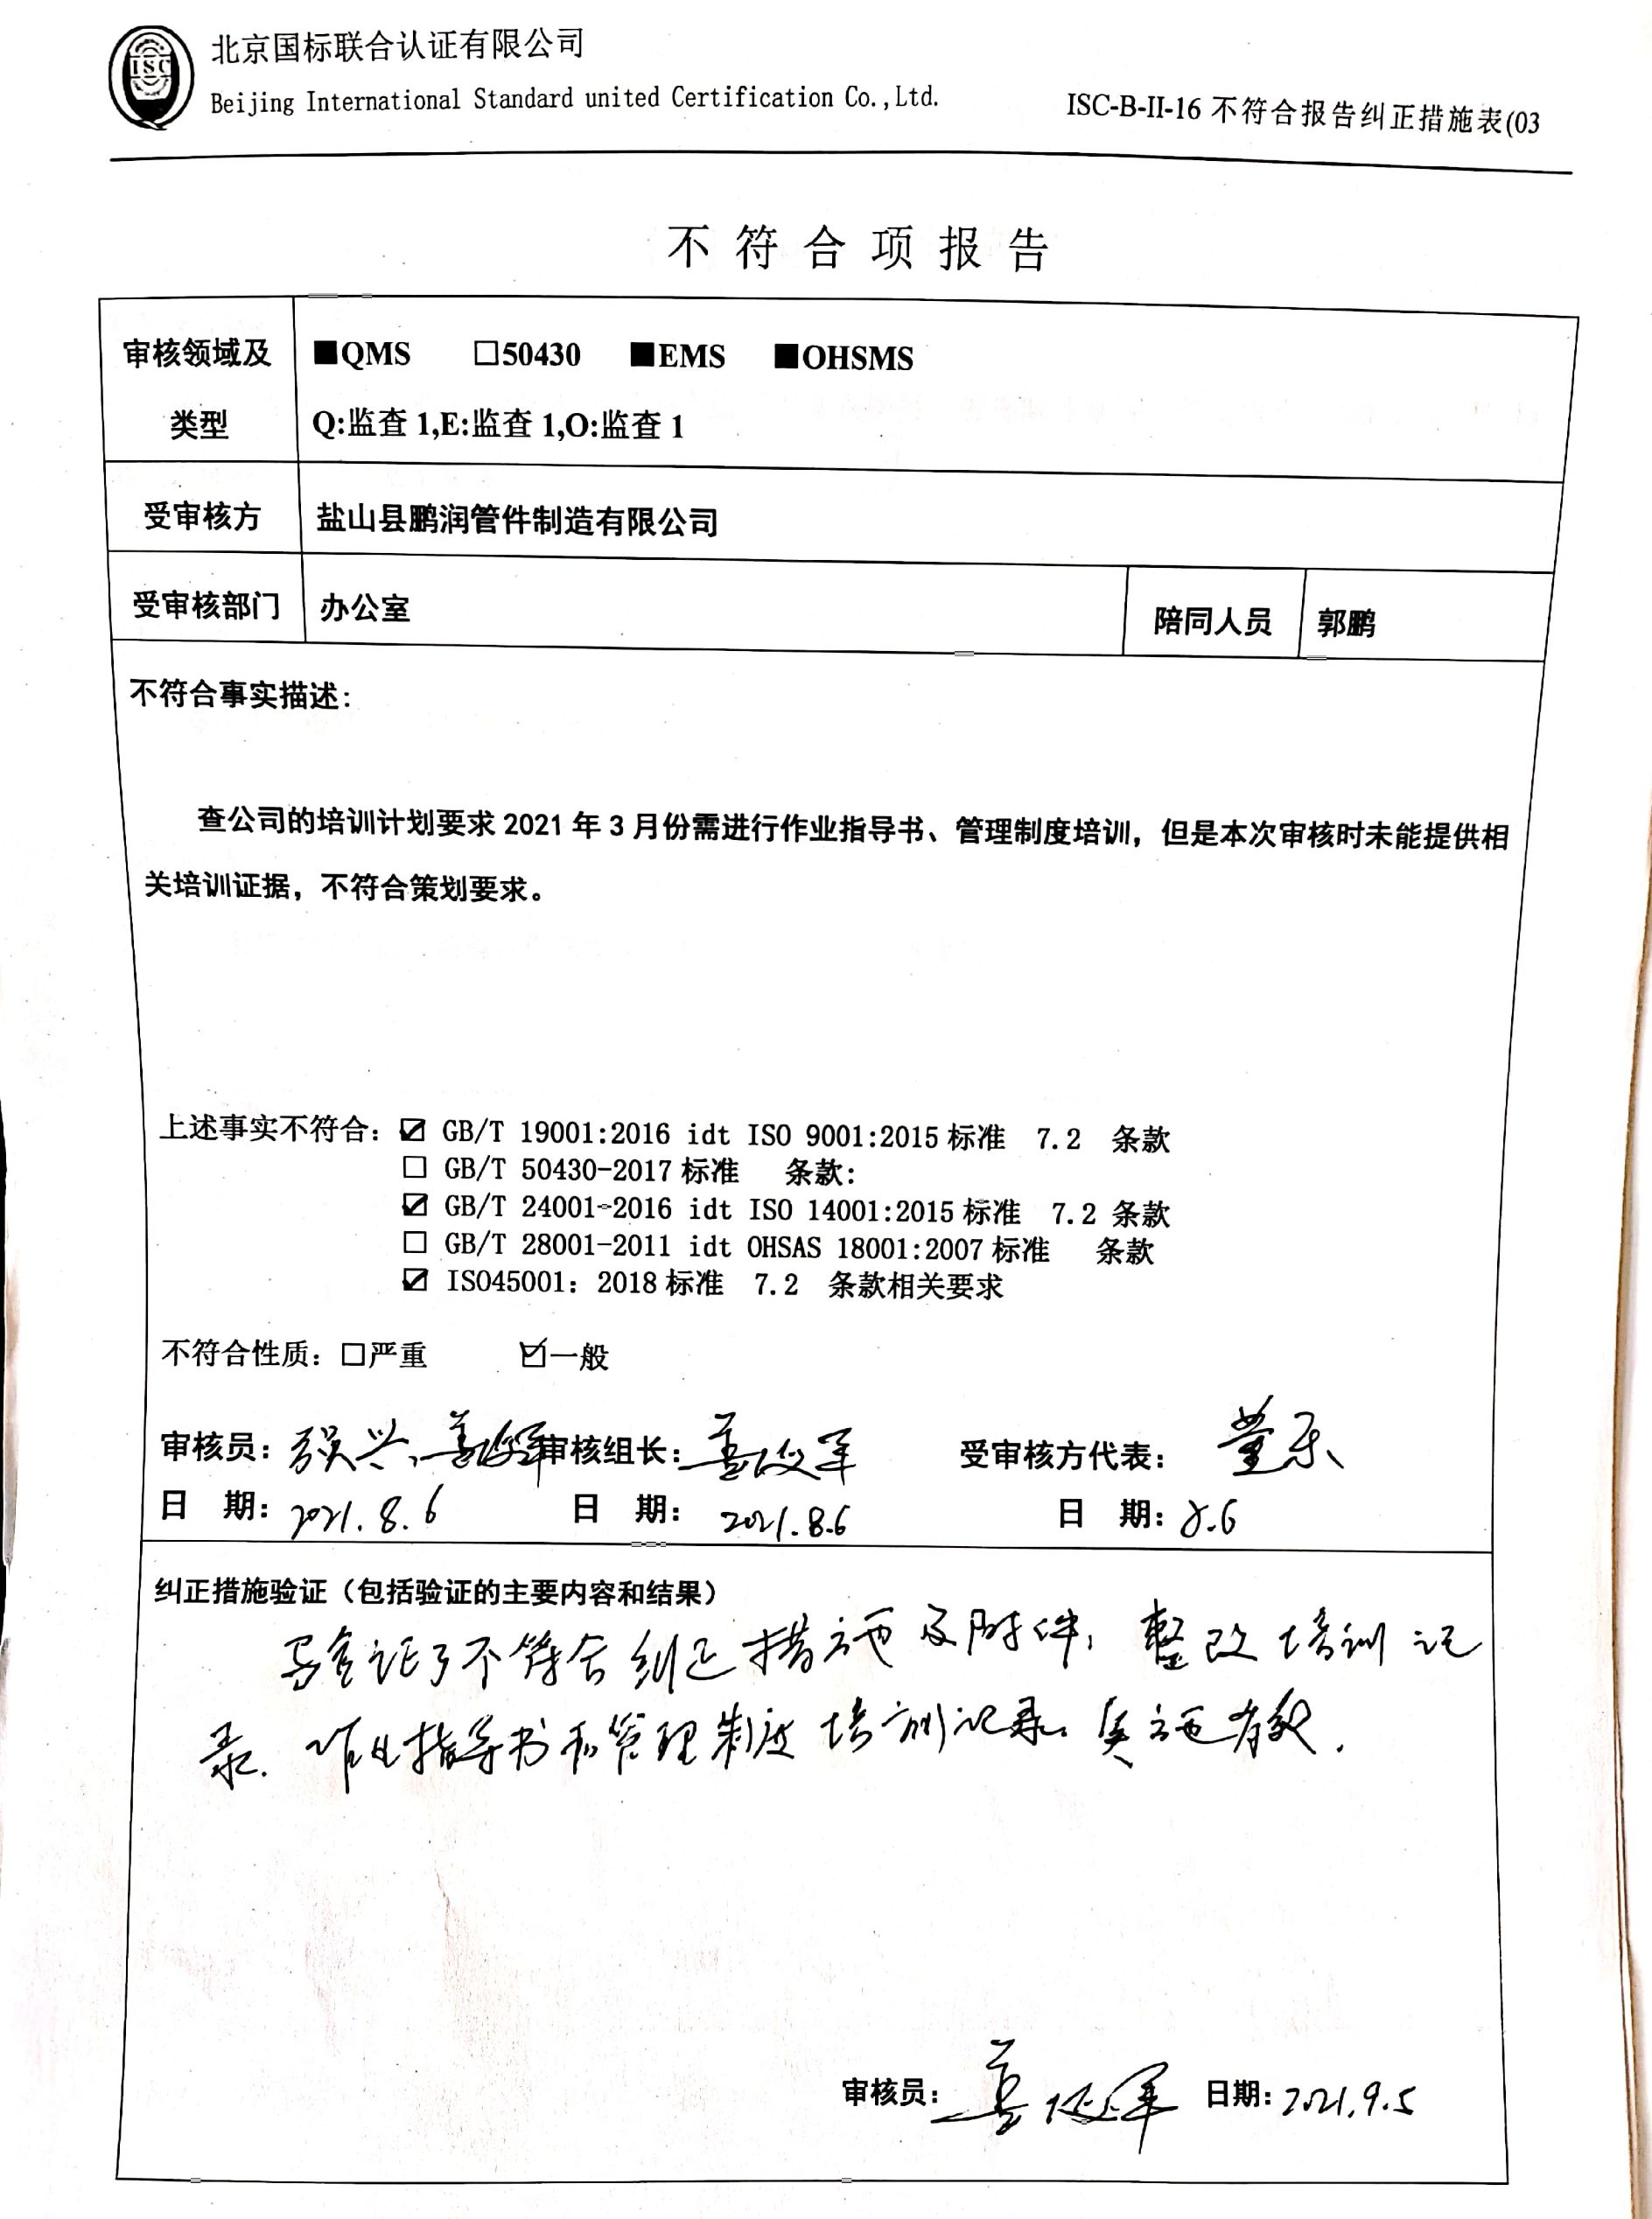 ISC
北京国标联合认证有限公司
Beijing International Standard united Certification Co.,Ltd.
ISC-B-II-16 不符合报告纠正措施表(03
不符合项报告
审核领域及类型
■QMS □50430 ■EMS ■OHSMS
Q:监查 1,E:监查 1,O:监查 1
受审核方 盐山县鹏润管件制造有限公司
受审核部门 办公室 陪同人员 郭鹏
不符合事实描述：
查公司的培训计划要求 2021 年 3 月份需进行作业指导书、管理制度培训，但是本次审核时未能提供相
关培训证据，不符合策划要求。
上述事实不符合：☑ GB/T 19001:2016 idt ISO 9001:2015 标准 7.2 条款
□ GB/T 50430-2017 标准 条款：
☑ GB/T 24001-2016 idt ISO 14001:2015 标准 7.2 条款
□ GB/T 28001-2011 idt OHSAS 18001:2007 标准 条款
☑ ISO45001：2018 标准 7.2 条款相关要求
不符合性质：□严重 ☑一般
审核员： 审核组长： 受审核方代表：
日 期：2021.8.6 日 期：2021.8.6 日 期：8.6
纠正措施验证（包括验证的主要内容和结果）
验证了不符合纠正措施及附件，整改培训记
录．作业指导书和管理制度培训记录．实施有效．
审核员： 日期：2021.9.5